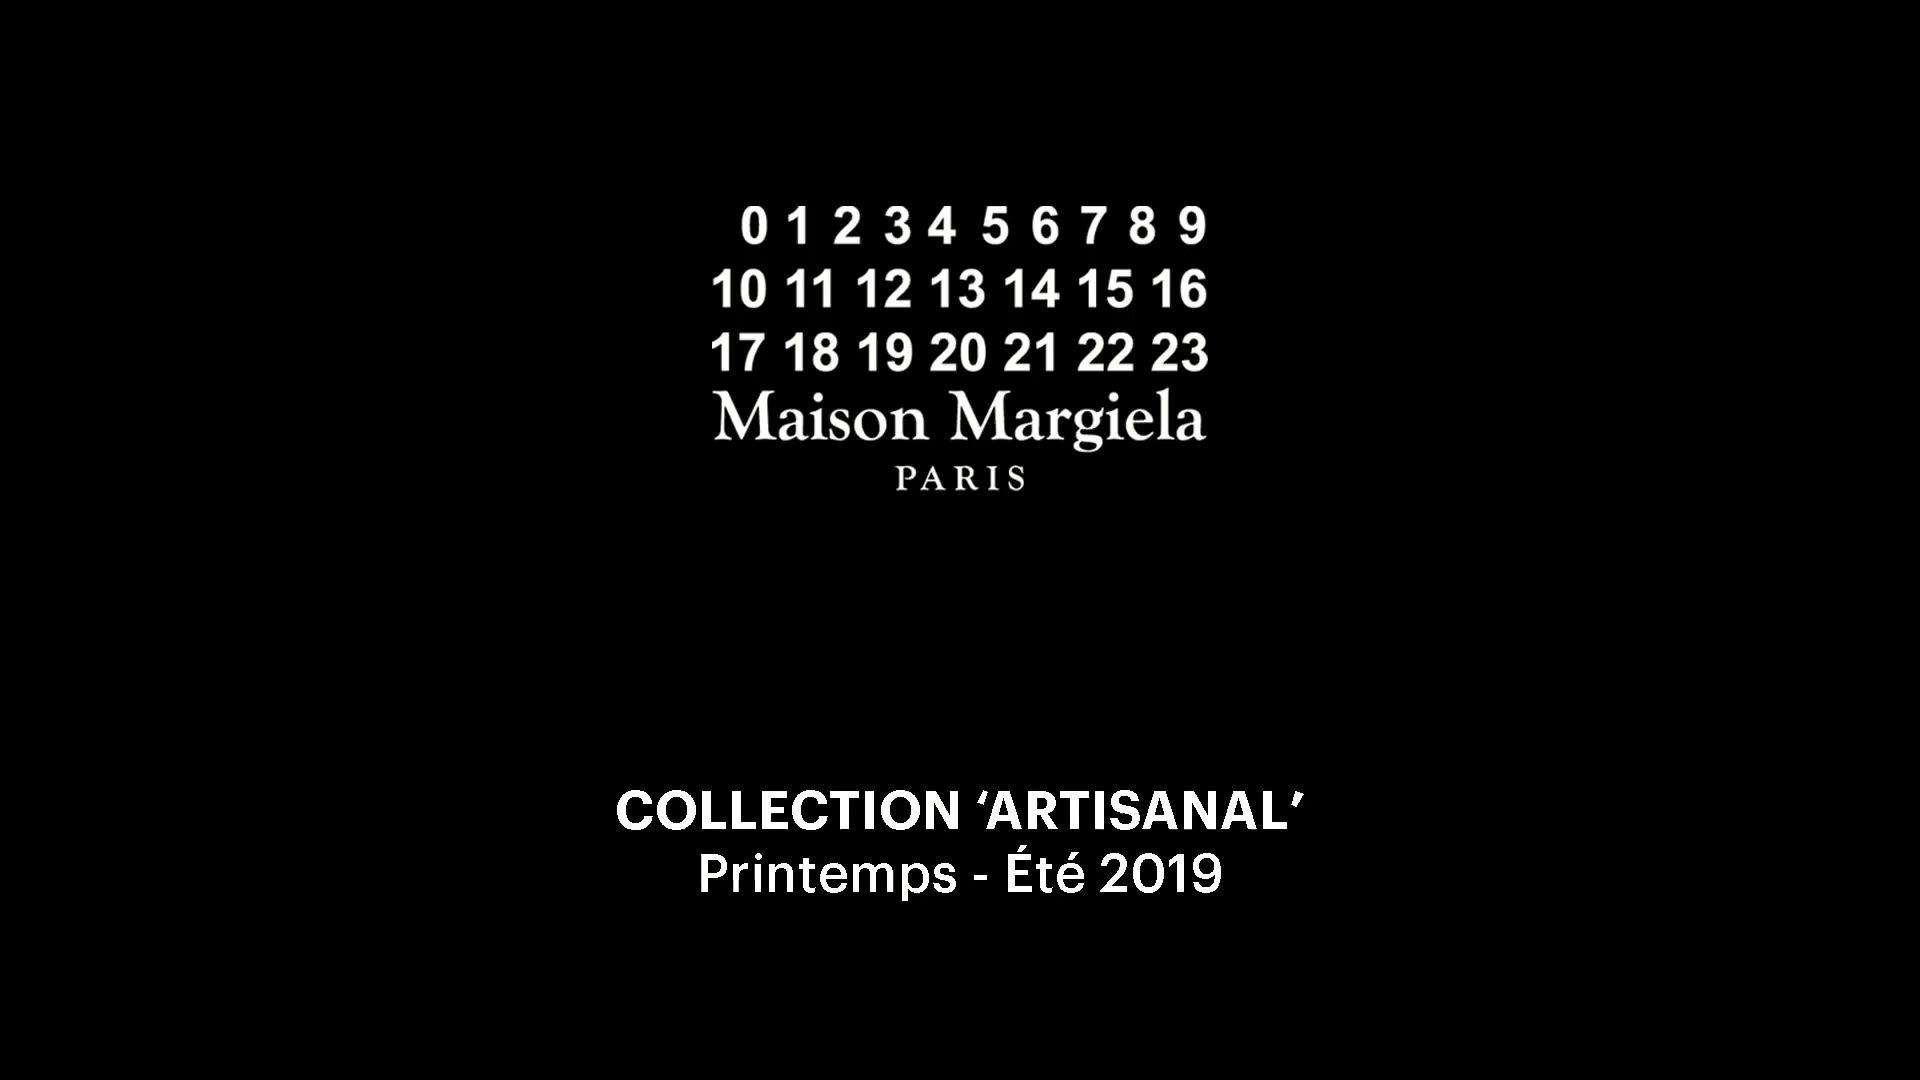 0 1 2 3 4 5 6 7 8 9
10 11 12 13 14 15 16
17 18 19 20 21 22 23
Maison Margiela
PARIS
COLLECTION ‘ARTISANAL’
Printemps - Été 2019